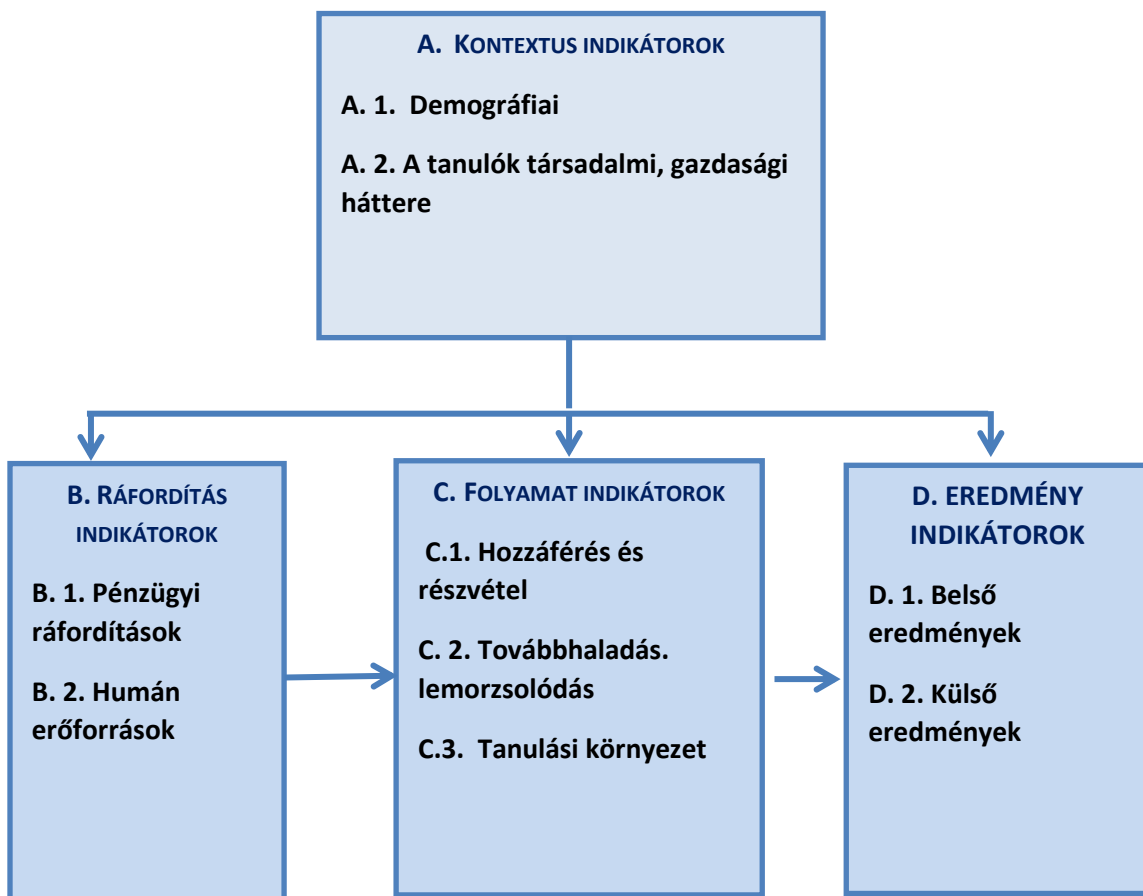 A. KONTEXTUS INDIKÁTOROK
A. 1. Demográfiai
A. 2. A tanulók társadalmi, gazdasági
háttere
B. RÁFORDÍTÁS
INDIKÁTOROK
B. 1. Pénzügyi
ráfordítások
B. 2. Humán
erőforrások
C. FOLYAMAT INDIKÁTOROK
C.1. Hozzáférés és
részvétel
C. 2. Továbbhaladás.
lemorzsolódás
C.3. Tanulási környezet
D. EREDMÉNY
INDIKÁTOROK
D. 1. Belső
eredmények
D. 2. Külső
eredmények